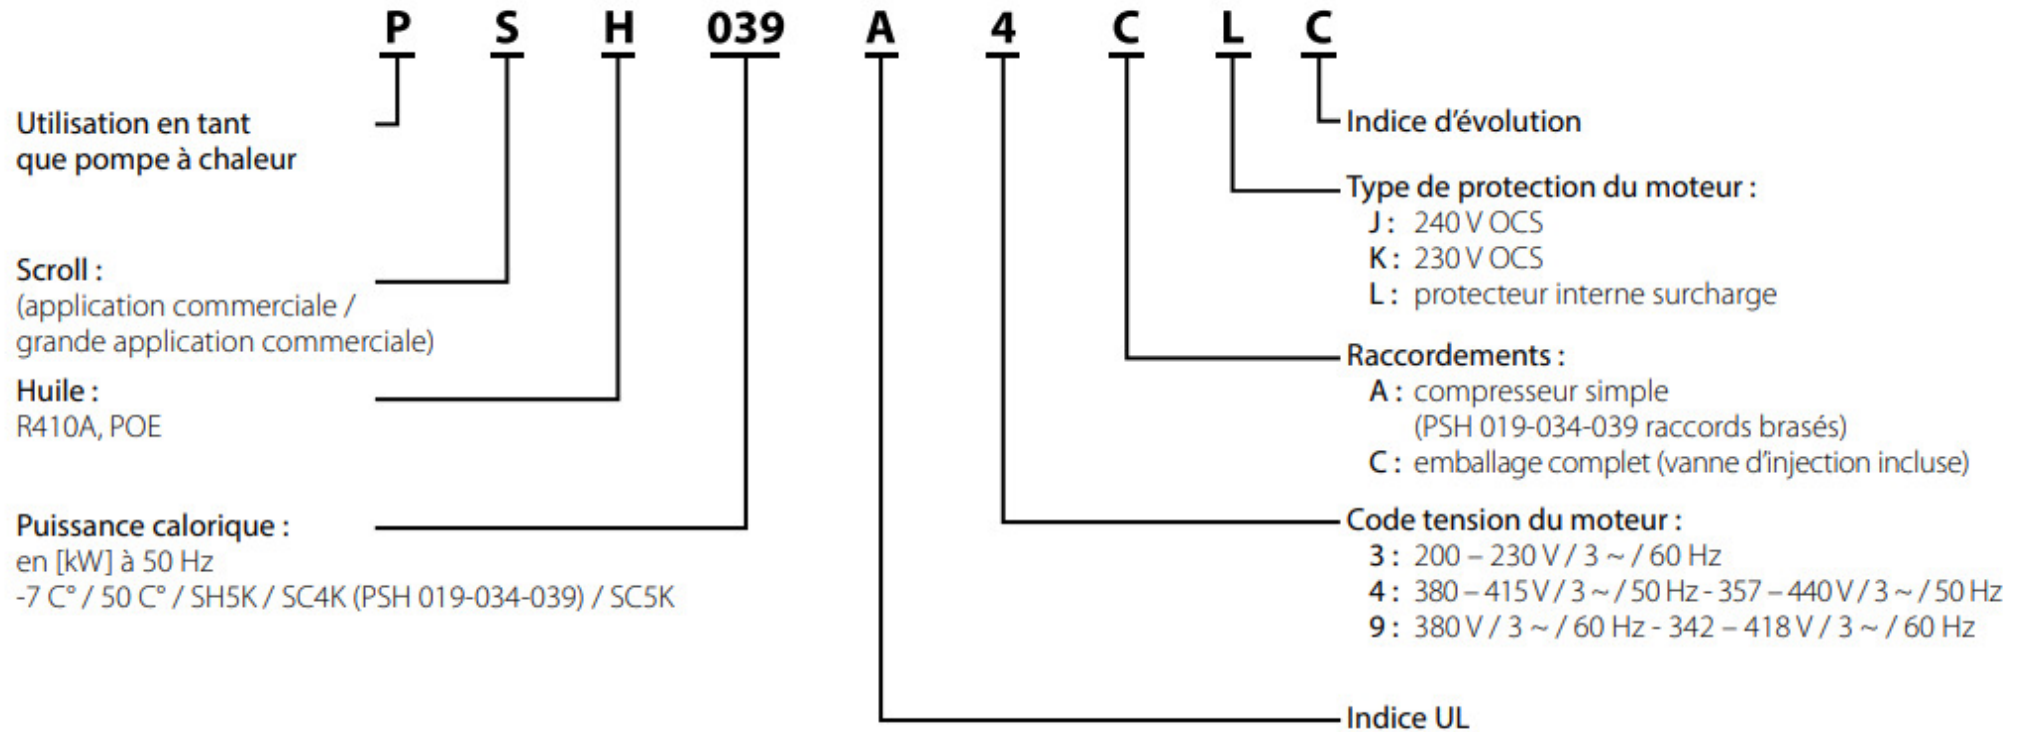 P S H 039 A 4 C L C
Utilisation en tant
que pompe à chaleur
Scroll :
(application commerciale /
grande application commerciale)
Huile :
R410A, POE
Puissance calorique :
en [kW] à 50 Hz
-7 C° / 50 C° / SH5K / SC4K (PSH 019-034-039) / SC5K
Indice d'évolution
Type de protection du moteur :
J : 240 V OCS
K : 230 V OCS
L : protecteur interne surcharge
Raccordements :
A : compresseur simple
(PSH 019-034-039 raccords brasés)
C : emballage complet (vanne d'injection incluse)
Code tension du moteur :
3 : 200 – 230 V / 3 ~ / 60 Hz
4 : 380 – 415 V / 3 ~ / 50 Hz - 357 – 440 V / 3 ~ / 50 Hz
9 : 380 V / 3 ~ / 60 Hz - 342 – 418 V / 3 ~ / 60 Hz
Indice UL